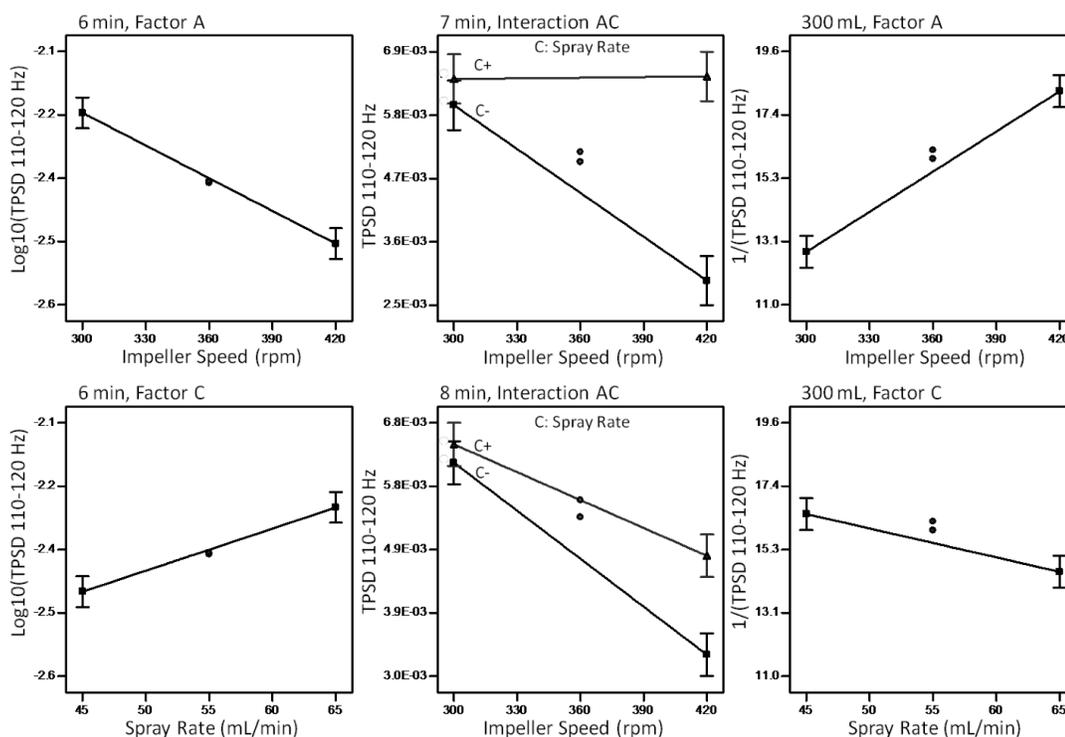 6 min, Factor A
Log10(TPSD 110-120 Hz)
-2.1
-2.2
-2.4
-2.5
-2.6
300 330 360 390 420
Impeller Speed (rpm)
7 min, Interaction AC
C: Spray Rate
C+
C-
TPSD 110-120 Hz
6.9E-03
5.8E-03
4.7E-03
3.6E-03
2.5E-03
300 330 360 390 420
Impeller Speed (rpm)
300 mL, Factor A
1/(TPSD 110-120 Hz)
19.6
17.4
15.3
13.1
11.0
300 330 360 390 420
Impeller Speed (rpm)
6 min, Factor C
Log10(TPSD 110-120 Hz)
-2.1
-2.2
-2.4
-2.5
-2.6
45 50 55 60 65
Spray Rate (mL/min)
8 min, Interaction AC
C: Spray Rate
C+
C-
TPSD 110-120 Hz
6.8E-03
5.8E-03
4.9E-03
3.9E-03
3.0E-03
300 330 360 390 420
Impeller Speed (rpm)
300 mL, Factor C
1/(TPSD 110-120 Hz)
19.6
17.4
15.3
13.1
11.0
45 50 55 60 65
Spray Rate (mL/min)